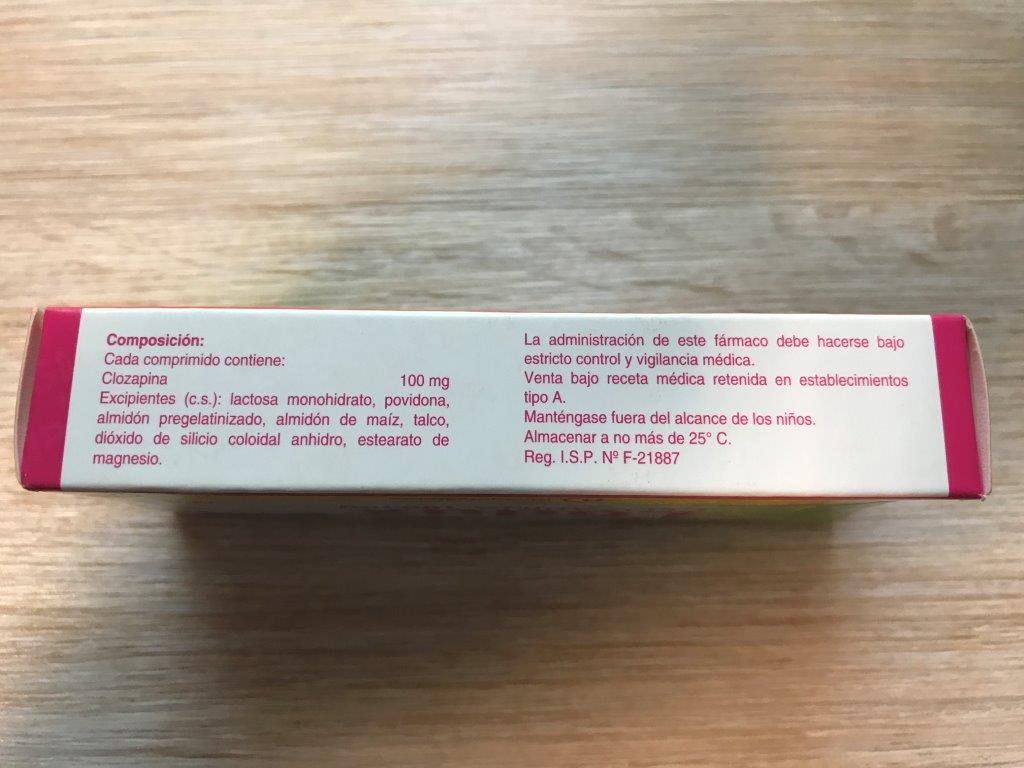 Composición:
Cada comprimido contiene:
Clozapina 100 mg
Excipientes (c.s.): lactosa monohidrato, povidona,
almidón pregelatinizado, almidón de maíz, talco,
dióxido de silicio coloidal anhidro, estearato de
magnesio.
La administración de este fármaco debe hacerse bajo
estricto control y vigilancia médica.
Venta bajo receta médica retenida en establecimientos
tipo A.
Manténgase fuera del alcance de los niños.
Almacenar a no más de 25° C.
Reg. I.S.P. Nº F-21887